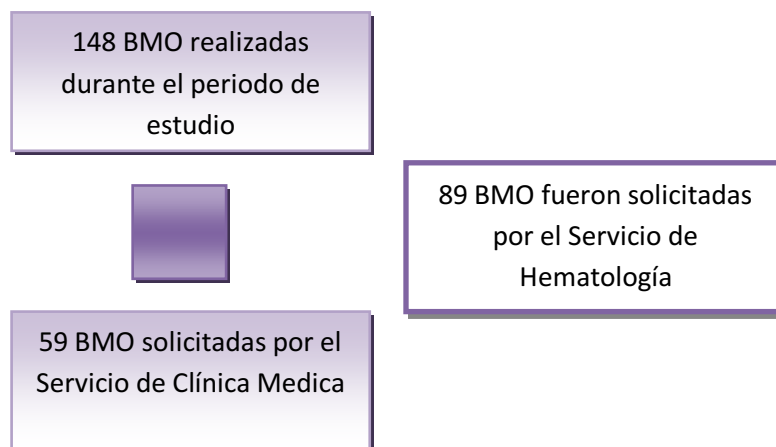 148 BMO realizadas
durante el periodo de
estudio
89 BMO fueron solicitadas
por el Servicio de
Hematología
59 BMO solicitadas por el
Servicio de Clínica Medica